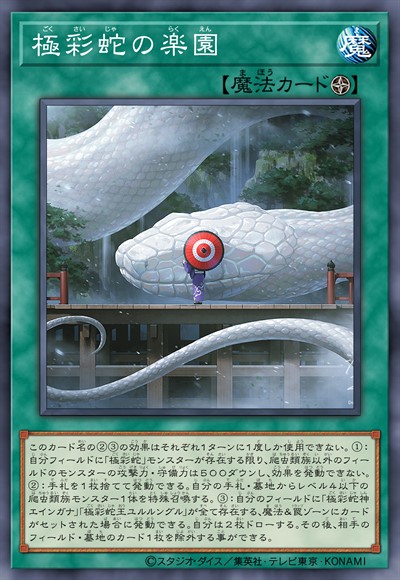 極彩蛇の楽園
ごく さい じゃ らく えん
魔
【魔法カード】
ま ほう
このカード名の②③の効果はそれぞれ1ターンに1度しか使用できない。①：
自分フィールドに「極彩蛇」モンスターが存在する限り、爬虫類族以外のフィー
ルドのモンスターの攻撃力・守備力は５００ダウンし、効果を発動できない。
②：手札を１枚捨てて発動できる。自分の手札・墓地からレベル４以下の
爬虫類族モンスター１体を特殊召喚する。③：自分のフィールドに「極彩蛇神
エインガナ」「極彩蛇王ユルルングル」が全て存在する、魔法＆罠ゾーンにカード
がセットされた場合に発動できる。自分は２枚ドローする。その後、相手の
フィールド・墓地のカード１枚を除外する事ができる。
©スタジオ・ダイス／集英社・テレビ東京・KONAMI